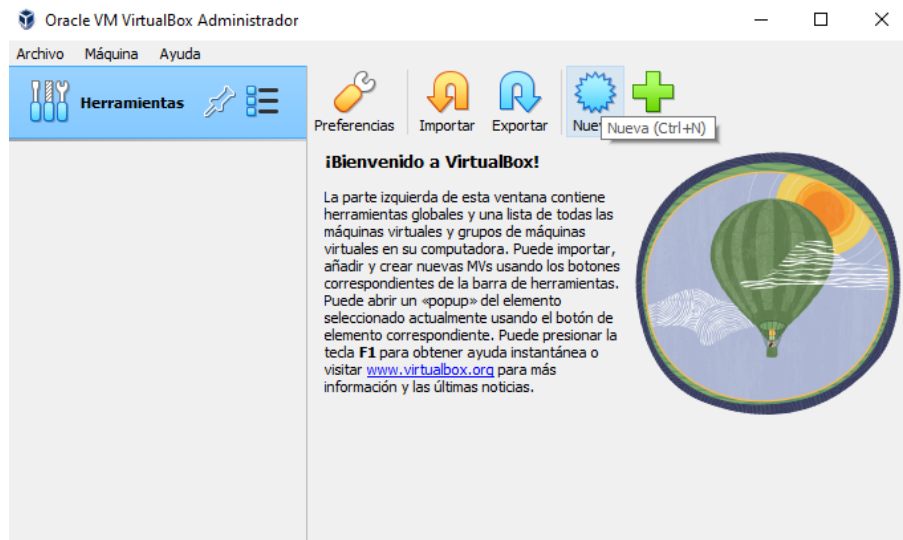 Oracle VM VirtualBox Administrador
Archivo Máquina Ayuda
Herramientas
Preferencias Importar Exportar Nue
Nueva (Ctrl+N)
¡Bienvenido a VirtualBox!
La parte izquierda de esta ventana contiene
herramientas globales y una lista de todas las
máquinas virtuales y grupos de máquinas
virtuales en su computadora. Puede importar,
añadir y crear nuevas MVs usando los botones
correspondientes de la barra de herramientas.
Puede abrir un «popup» del elemento
seleccionado actualmente usando el botón de
elemento correspondiente. Puede presionar la
tecla F1 para obtener ayuda instantánea o
visitar www.virtualbox.org para más
información y las últimas noticias.